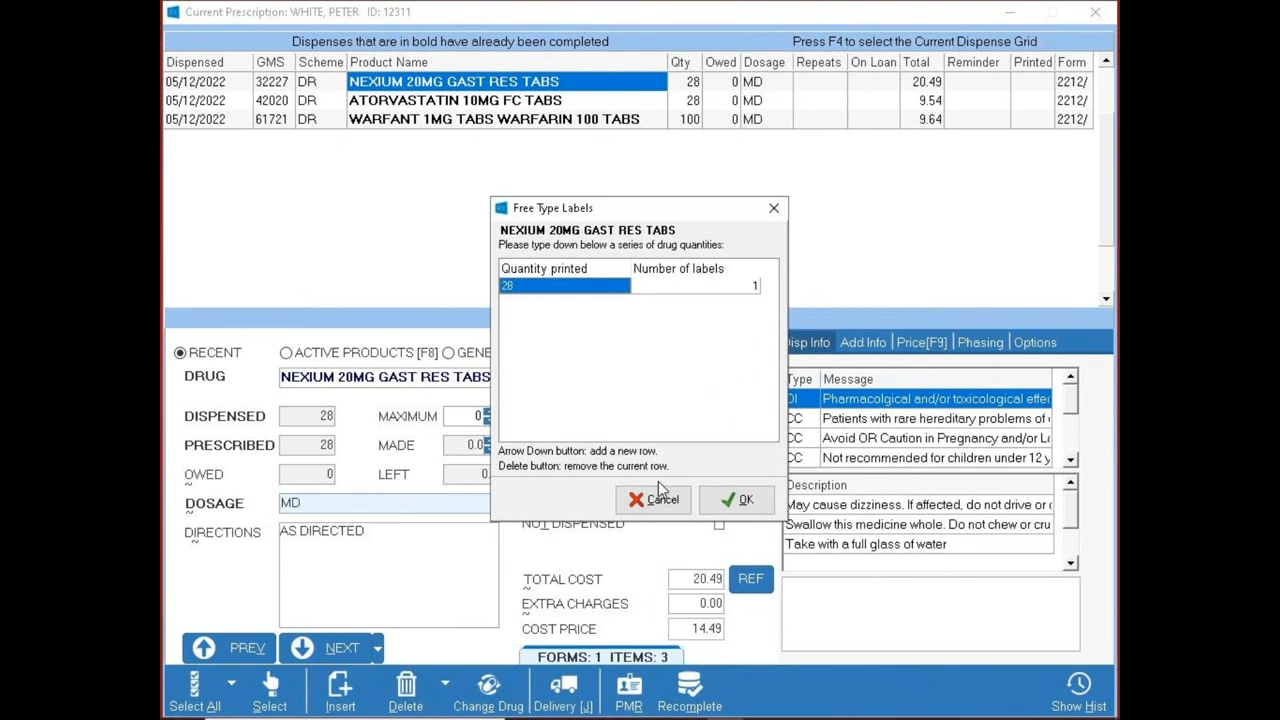 Current Prescription: WHITE, PETER ID: 12311
Dispenses that are in bold have already been completed Press F4 to select the Current Dispense Grid
Dispensed GMS Scheme Product Name Qty Owed Dosage Repeats On Loan Total Reminder Printed Form
05/12/2022 32227 DR NEXIUM 20MG GAST RES TABS 28 0 MD 20.49 2212/
05/12/2022 42020 DR ATORVASTATIN 10MG FC TABS 28 0 MD 9.54 2212/
05/12/2022 61721 DR WARFANT 1MG TABS WARFARIN 100 TABS 100 0 MD 9.64 2212/
Free Type Labels
NEXIUM 20MG GAST RES TABS
Please type down below a series of drug quantities:
Quantity printed Number of labels
28 1
Arrow Down button: add a new row.
Delete button: remove the current row.
Cancel OK
RECENT ACTIVE PRODUCTS [F8] GENE
DRUG NEXIUM 20MG GAST RES TABS
DISPENSED 28 MAXIMUM 0
PRESCRIBED 28 MADE 0.0
OWED 0 LEFT 0.
DOSAGE MD
DIRECTIONS AS DIRECTED
NOT DISPENSED
TOTAL COST 20.49 REF
EXTRA CHARGES 0.00
COST PRICE 14.49
FORMS: 1 ITEMS: 3
Disp Info Add Info Price[F9] Phasing Options
Type Message
DI Pharmacolgical and/or toxicological effe
CC Patients with rare hereditary problems of
CC Avoid OR Caution in Pregnancy and/or La
CC Not recommended for children under 12 y
Description
May cause dizziness. If affected, do not drive or
Swallow this medicine whole. Do not chew or cru
Take with a full glass of water
PREV NEXT
Select All Select Insert Delete Change Drug Delivery [J] PMR Recomplete Show Hist